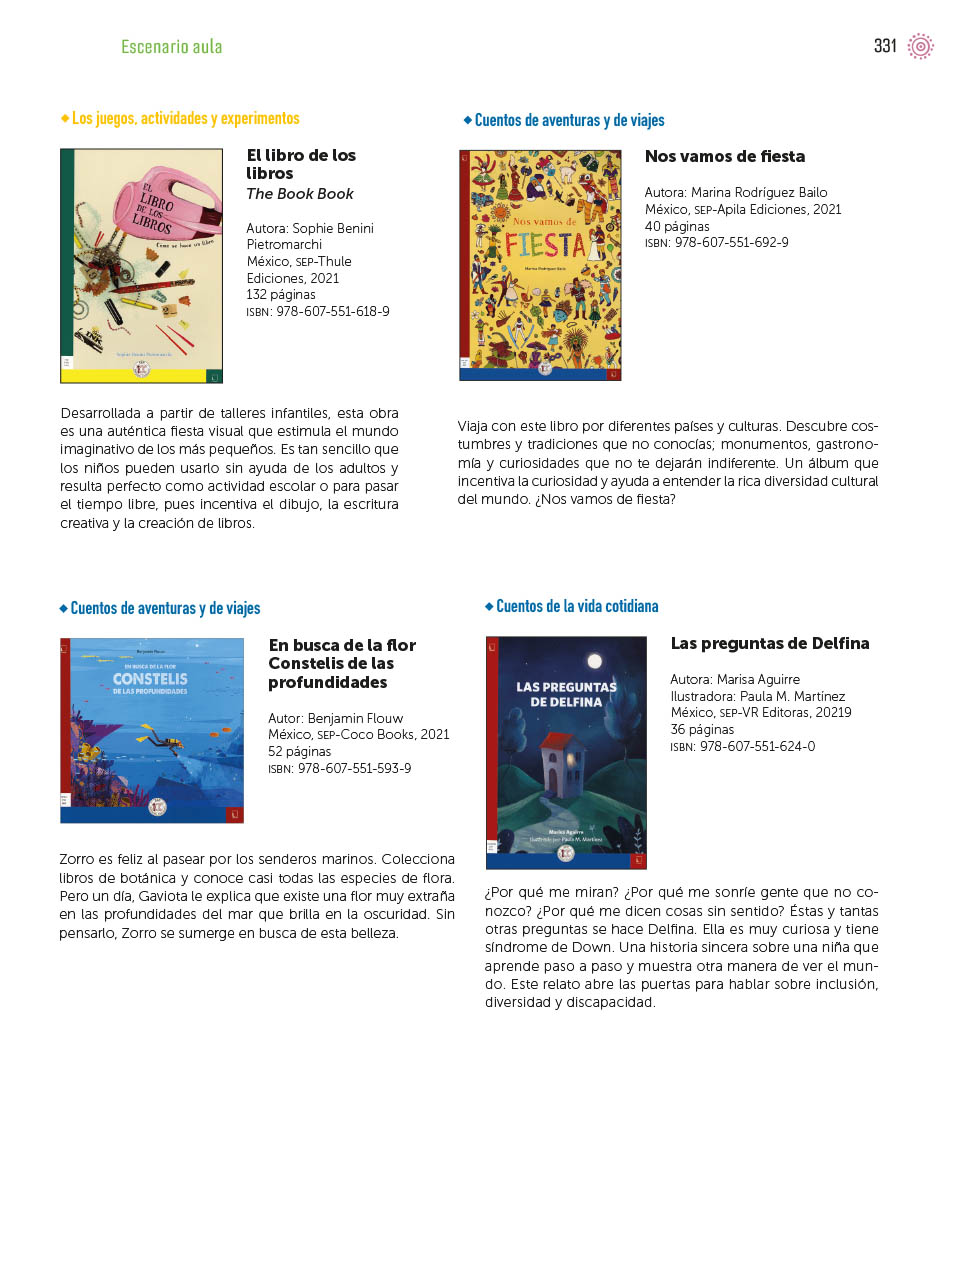 Escenario aula
331
Los juegos, actividades y experimentos
EL
LIBRO
DE LOS
LIBROS
Como se hace un libro
Sophie Benini Pietromarchi
El libro de los
libros
The Book Book
Autora: Sophie Benini
Pietromarchi
México, SEP-Thule
Ediciones, 2021
132 páginas
ISBN: 978-607-551-618-9
Desarrollada a partir de talleres infantiles, esta obra
es una auténtica fiesta visual que estimula el mundo
imaginativo de los más pequeños. Es tan sencillo que
los niños pueden usarlo sin ayuda de los adultos y
resulta perfecto como actividad escolar o para pasar
el tiempo libre, pues incentiva el dibujo, la escritura
creativa y la creación de libros.
Cuentos de aventuras y de viajes
Nos vamos de
FIESTA
Marina Rodríguez Bailo
Nos vamos de fiesta
Autora: Marina Rodríguez Bailo
México, SEP-Apila Ediciones, 2021
40 páginas
ISBN: 978-607-551-692-9
Viaja con este libro por diferentes países y culturas. Descubre cos-
tumbres y tradiciones que no conocías; monumentos, gastrono-
mía y curiosidades que no te dejarán indiferente. Un álbum que
incentiva la curiosidad y ayuda a entender la rica diversidad cultural
del mundo. ¿Nos vamos de fiesta?
Cuentos de aventuras y de viajes
Benjamin Flouw
EN BUSCA DE LA FLOR
CONSTELIS
DE LAS PROFUNDIDADES
En busca de la flor
Constelis de las
profundidades
Autor: Benjamin Flouw
México, SEP-Coco Books, 2021
52 páginas
ISBN: 978-607-551-593-9
Zorro es feliz al pasear por los senderos marinos. Colecciona
libros de botánica y conoce casi todas las especies de flora.
Pero un día, Gaviota le explica que existe una flor muy extraña
en las profundidades del mar que brilla en la oscuridad. Sin
pensarlo, Zorro se sumerge en busca de esta belleza.
Cuentos de la vida cotidiana
LAS PREGUNTAS
DE DELFINA
Marisa Aguirre
Ilustrado por Paula M. Martínez
Las preguntas de Delfina
Autora: Marisa Aguirre
Ilustradora: Paula M. Martínez
México, SEP-VR Editoras, 20219
36 páginas
ISBN: 978-607-551-624-0
¿Por qué me miran? ¿Por qué me sonríe gente que no co-
nozco? ¿Por qué me dicen cosas sin sentido? Éstas y tantas
otras preguntas se hace Delfina. Ella es muy curiosa y tiene
síndrome de Down. Una historia sincera sobre una niña que
aprende paso a paso y muestra otra manera de ver el mun-
do. Este relato abre las puertas para hablar sobre inclusión,
diversidad y discapacidad.